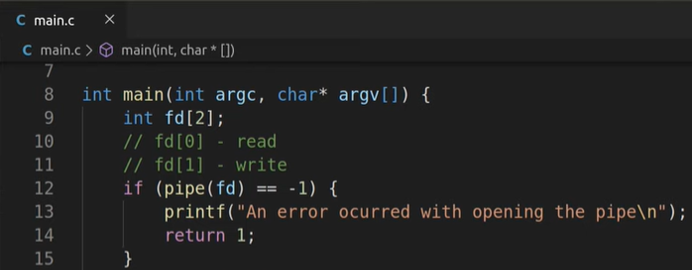 C main.c ×
C main.c > main(int, char * [])
7
8 int main(int argc, char* argv[]) {
9 int fd[2];
10 // fd[0] - read
11 // fd[1] - write
12 if (pipe(fd) == -1) {
13 printf("An error ocurred with opening the pipe\n");
14 return 1;
15 }